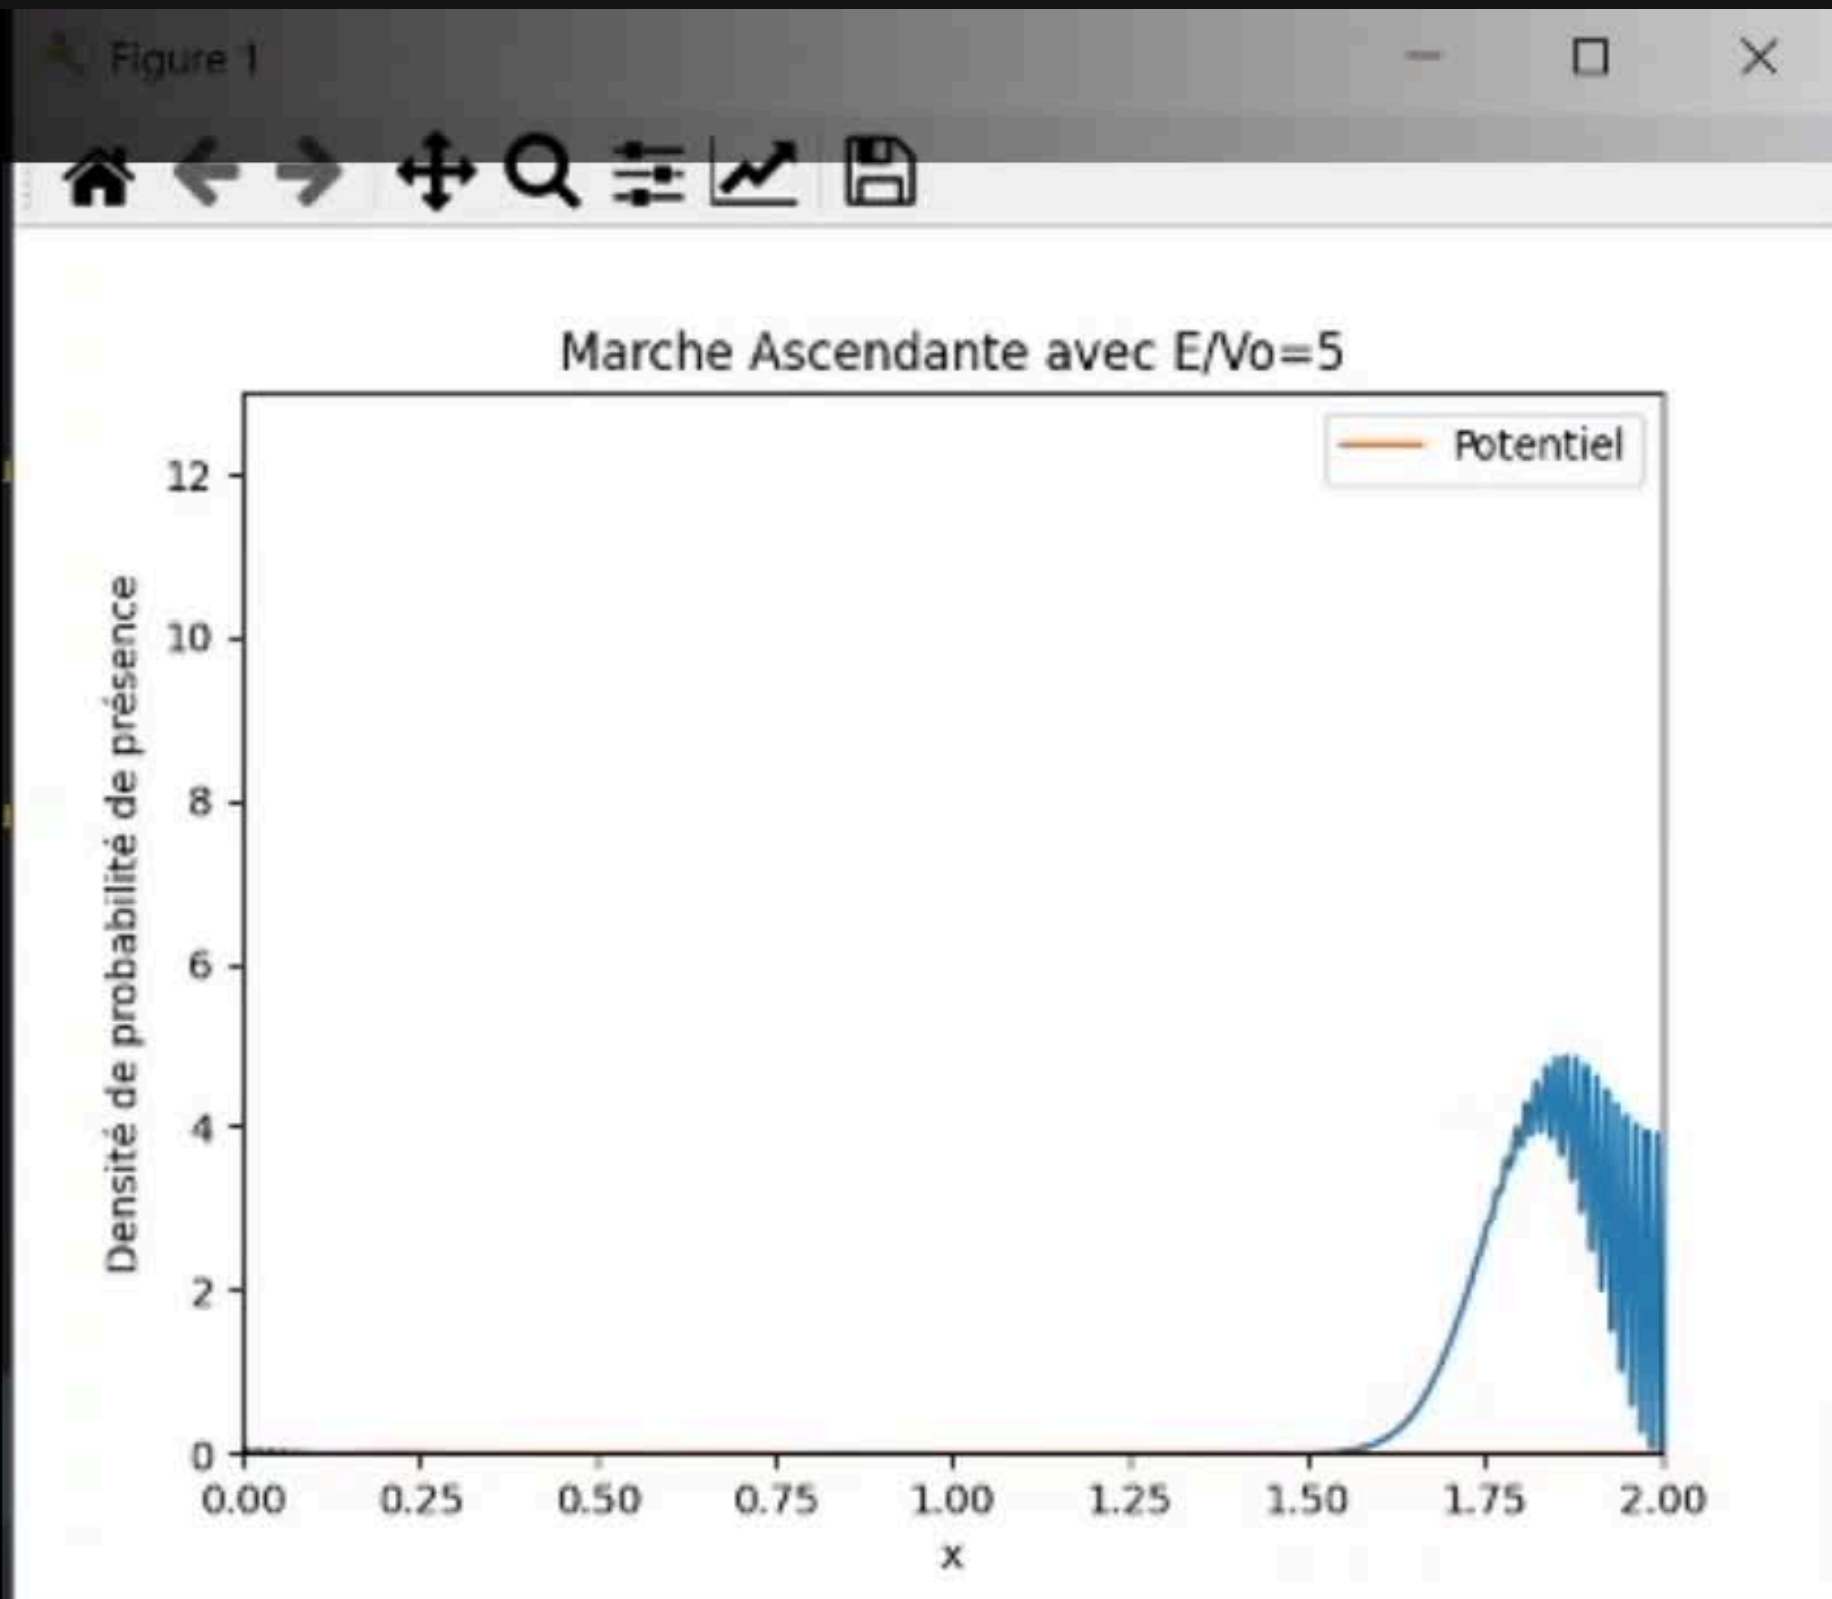 Figure 1
Marche Ascendante avec E/Vo=5
Potentiel
12
10
8
6
4
2
0
Densité de probabilité de présence
0.00 0.25 0.50 0.75 1.00 1.25 1.50 1.75 2.00
x